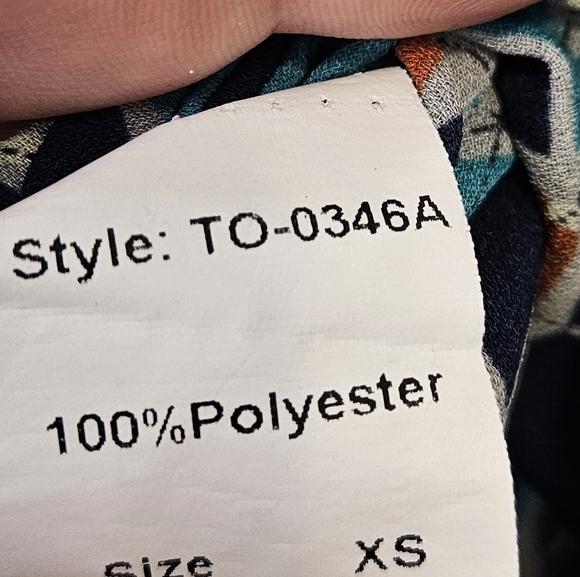 Style: TO-0346A
100%Polyester
Size XS